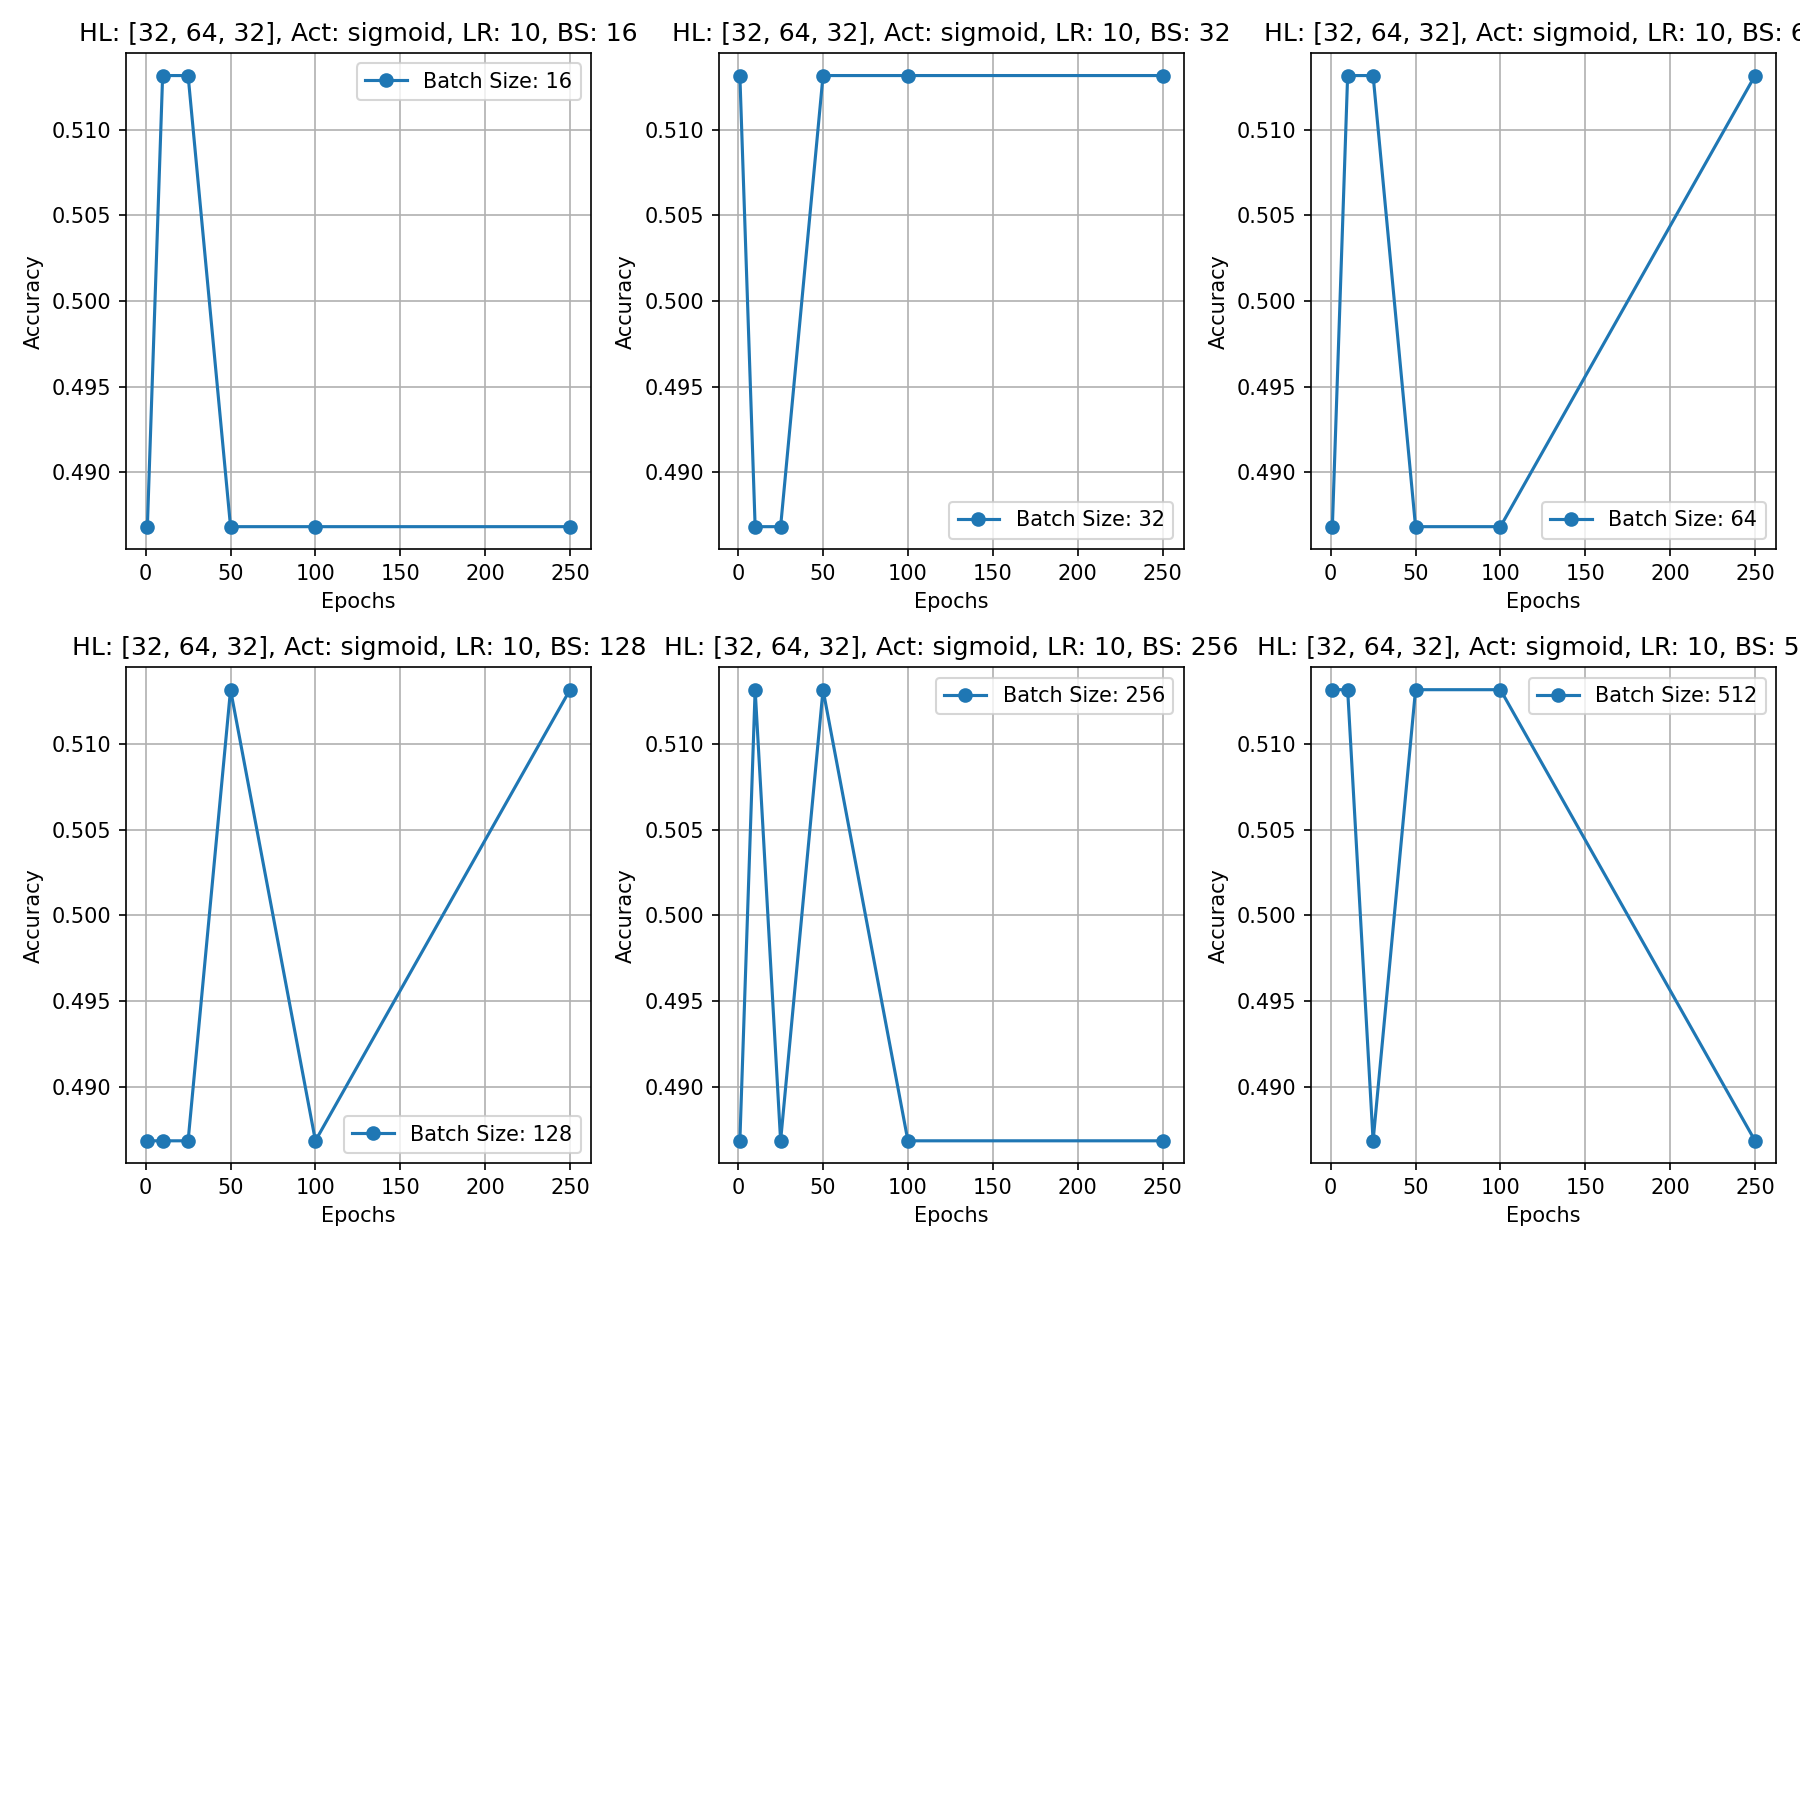 HL: [32, 64, 32], Act: sigmoid, LR: 10, BS: 16
Batch Size: 16
0.510
0.505
0.500
0.495
0.490
Accuracy
0 50 100 150 200 250
Epochs
HL: [32, 64, 32], Act: sigmoid, LR: 10, BS: 32
0.510
0.505
0.500
0.495
0.490
Accuracy
Batch Size: 32
0 50 100 150 200 250
Epochs
HL: [32, 64, 32], Act: sigmoid, LR: 10, BS: 6
0.510
0.505
0.500
0.495
0.490
Accuracy
Batch Size: 64
0 50 100 150 200 250
Epochs
HL: [32, 64, 32], Act: sigmoid, LR: 10, BS: 128
0.510
0.505
0.500
0.495
0.490
Accuracy
Batch Size: 128
0 50 100 150 200 250
Epochs
HL: [32, 64, 32], Act: sigmoid, LR: 10, BS: 256
Batch Size: 256
0.510
0.505
0.500
0.495
0.490
Accuracy
0 50 100 150 200 250
Epochs
HL: [32, 64, 32], Act: sigmoid, LR: 10, BS: 5
Batch Size: 512
0.510
0.505
0.500
0.495
0.490
Accuracy
0 50 100 150 200 250
Epochs